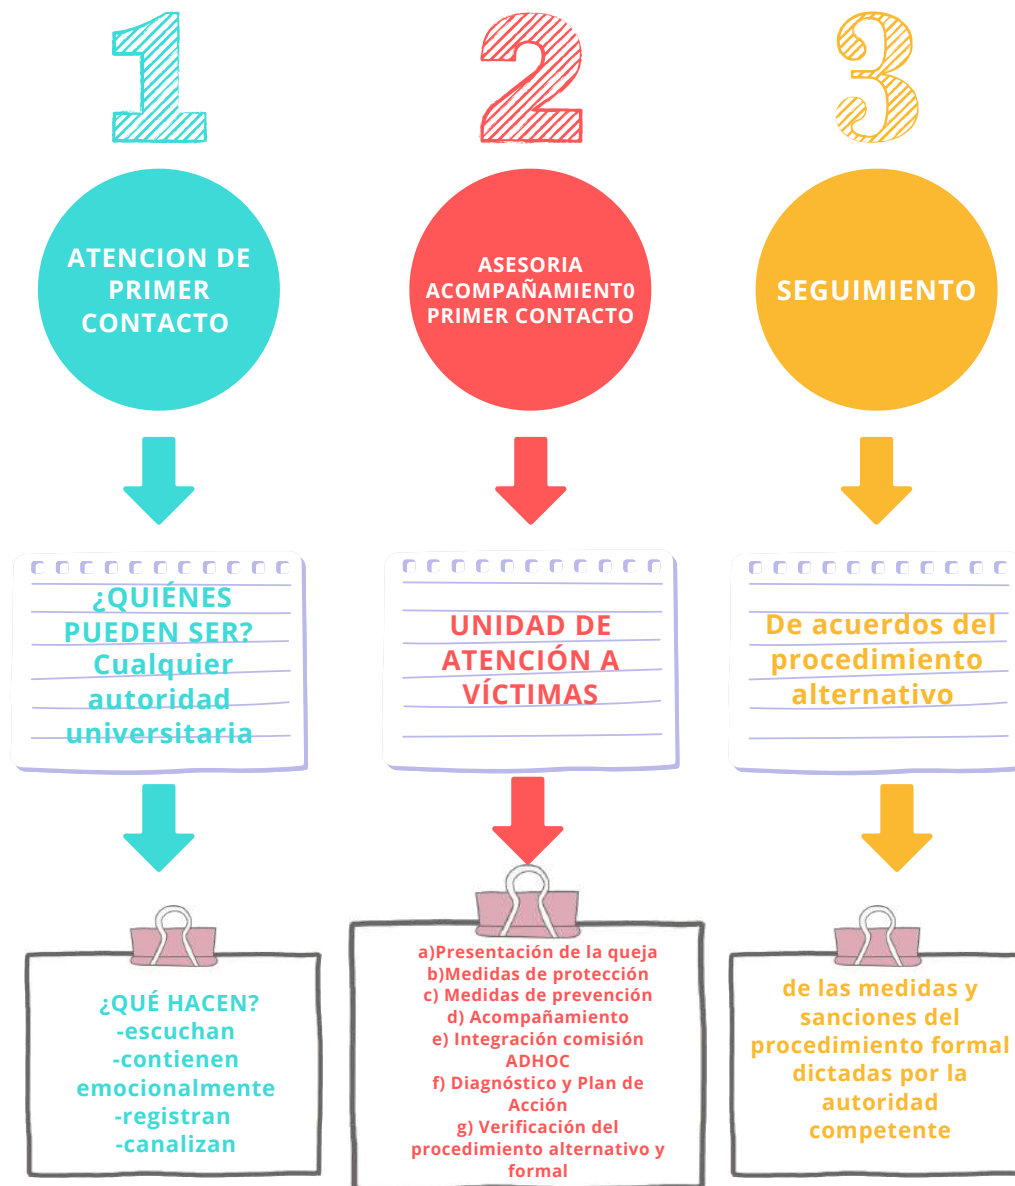 1
ATENCION DE
PRIMER
CONTACTO
¿QUIÉNES
PUEDEN SER?
Cualquier
autoridad
universitaria
¿QUÉ HACEN?
-escuchan
-contienen
emocionalmente
-registran
-canalizan
2
ASESORIA
ACOMPAÑAMIENT0
PRIMER CONTACTO
UNIDAD DE
ATENCIÓN A
VÍCTIMAS
a)Presentación de la queja
b)Medidas de protección
c) Medidas de prevención
d) Acompañamiento
e) Integración comisión
ADHOC
f) Diagnóstico y Plan de
Acción
g) Verificación del
procedimiento alternativo y
formal
3
SEGUIMIENTO
De acuerdos del
procedimiento
alternativo
de las medidas y
sanciones del
procedimiento formal
dictadas por la
autoridad
competente